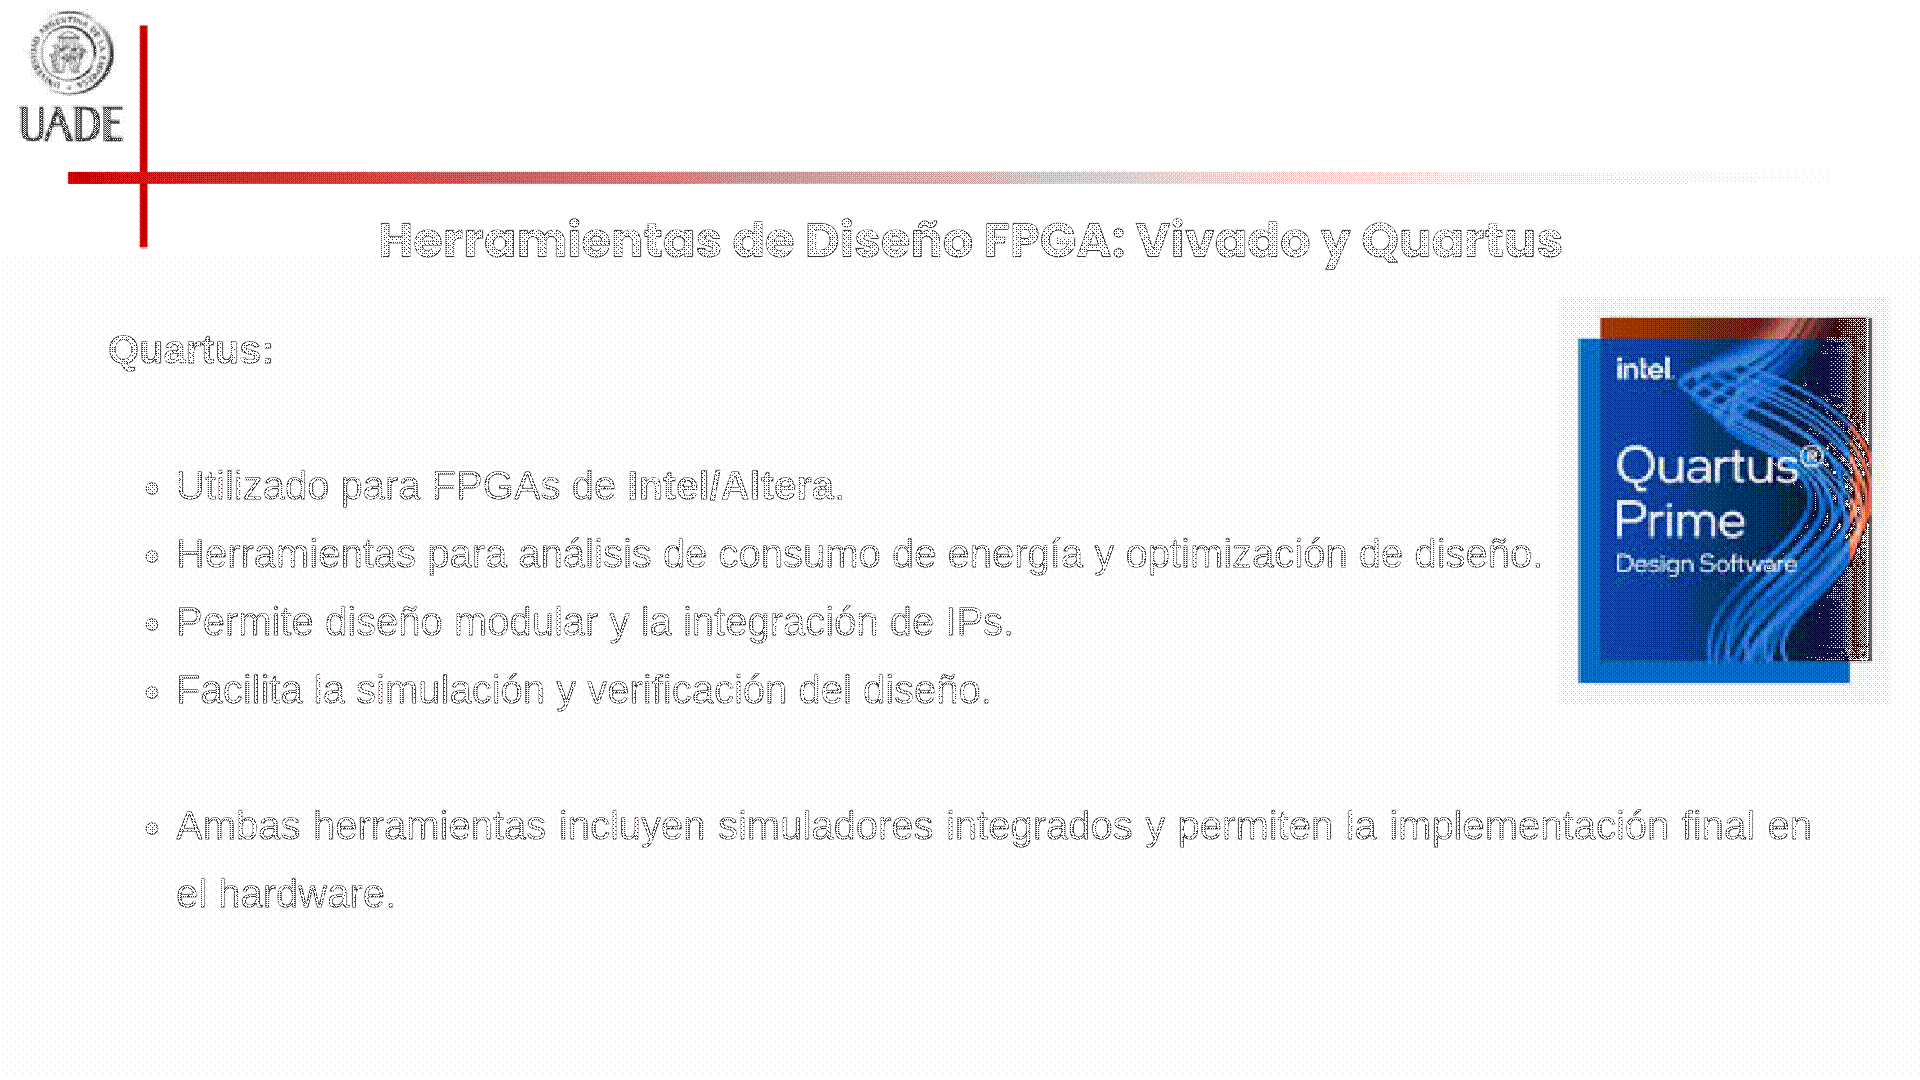 UADE
Herramientas de Diseño FPGA: Vivado y Quartus
Quartus:
• Utilizado para FPGAs de Intel/Altera.
• Herramientas para análisis de consumo de energía y optimización de diseño.
• Permite diseño modular y la integración de IPs.
• Facilita la simulación y verificación del diseño.
• Ambas herramientas incluyen simuladores integrados y permiten la implementación final en
el hardware.
intel.
Quartus®
Prime
Design Software